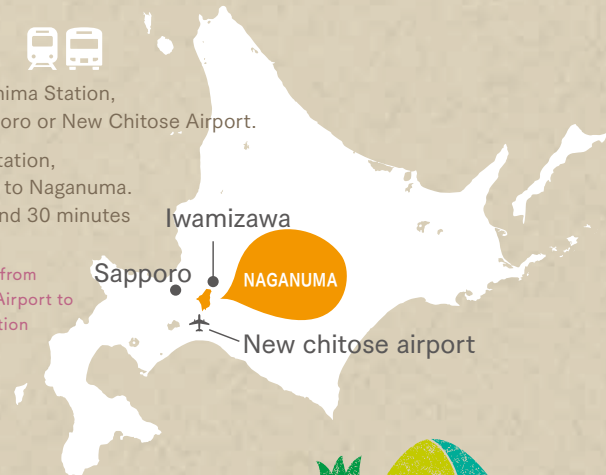 hima Station,
oro or New Chitose Airport.
tation,
to Naganuma.
nd 30 minutes
from
Airport to
tion
Iwamizawa
Sapporo
NAGANUMA
New chitose airport